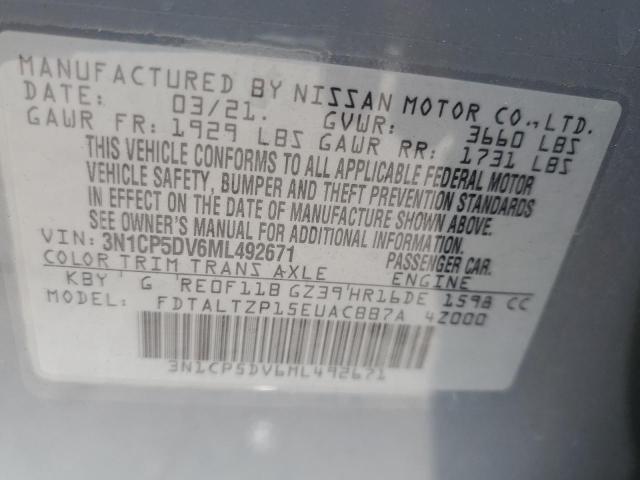 MANUFACTURED BY NISSAN MOTOR CO.,LTD.
DATE: 03/21. GVWR: 3660 LBS
GAWR FR: 1929 LBS GAWR RR: 1731 LBS
THIS VEHICLE CONFORMS TO ALL APPLICABLE FEDERAL MOTOR
VEHICLE SAFETY, BUMPER AND THEFT PREVENTION STANDARDS
IN EFFECT ON THE DATE OF MANUFACTURE SHOWN ABOVE.
SEE OWNER'S MANUAL FOR ADDITIONAL INFORMATION.
VIN: 3N1CP5DV6ML492671 PASSENGER CAR.
COLOR TRIM TRANS AXLE ENGINE
KBY G RE0F11B GZ39 HR16DE 1598 CC
MODEL: FDTALTZP15EUAC8B7A 4Z000
3N1CP5DV6ML492671